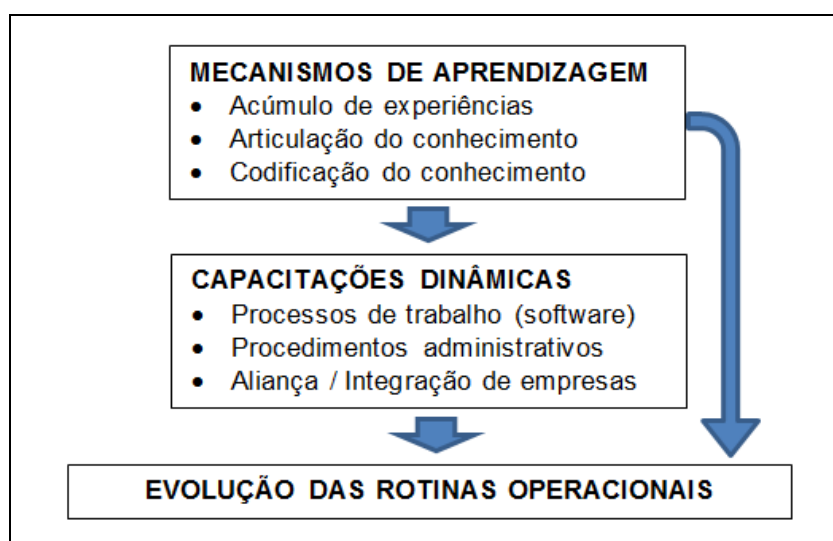 MECANISMOS DE APRENDIZAGEM
• Acúmulo de experiências
• Articulação do conhecimento
• Codificação do conhecimento
CAPACITAÇÕES DINÂMICAS
• Processos de trabalho (software)
• Procedimentos administrativos
• Aliança / Integração de empresas
EVOLUÇÃO DAS ROTINAS OPERACIONAIS